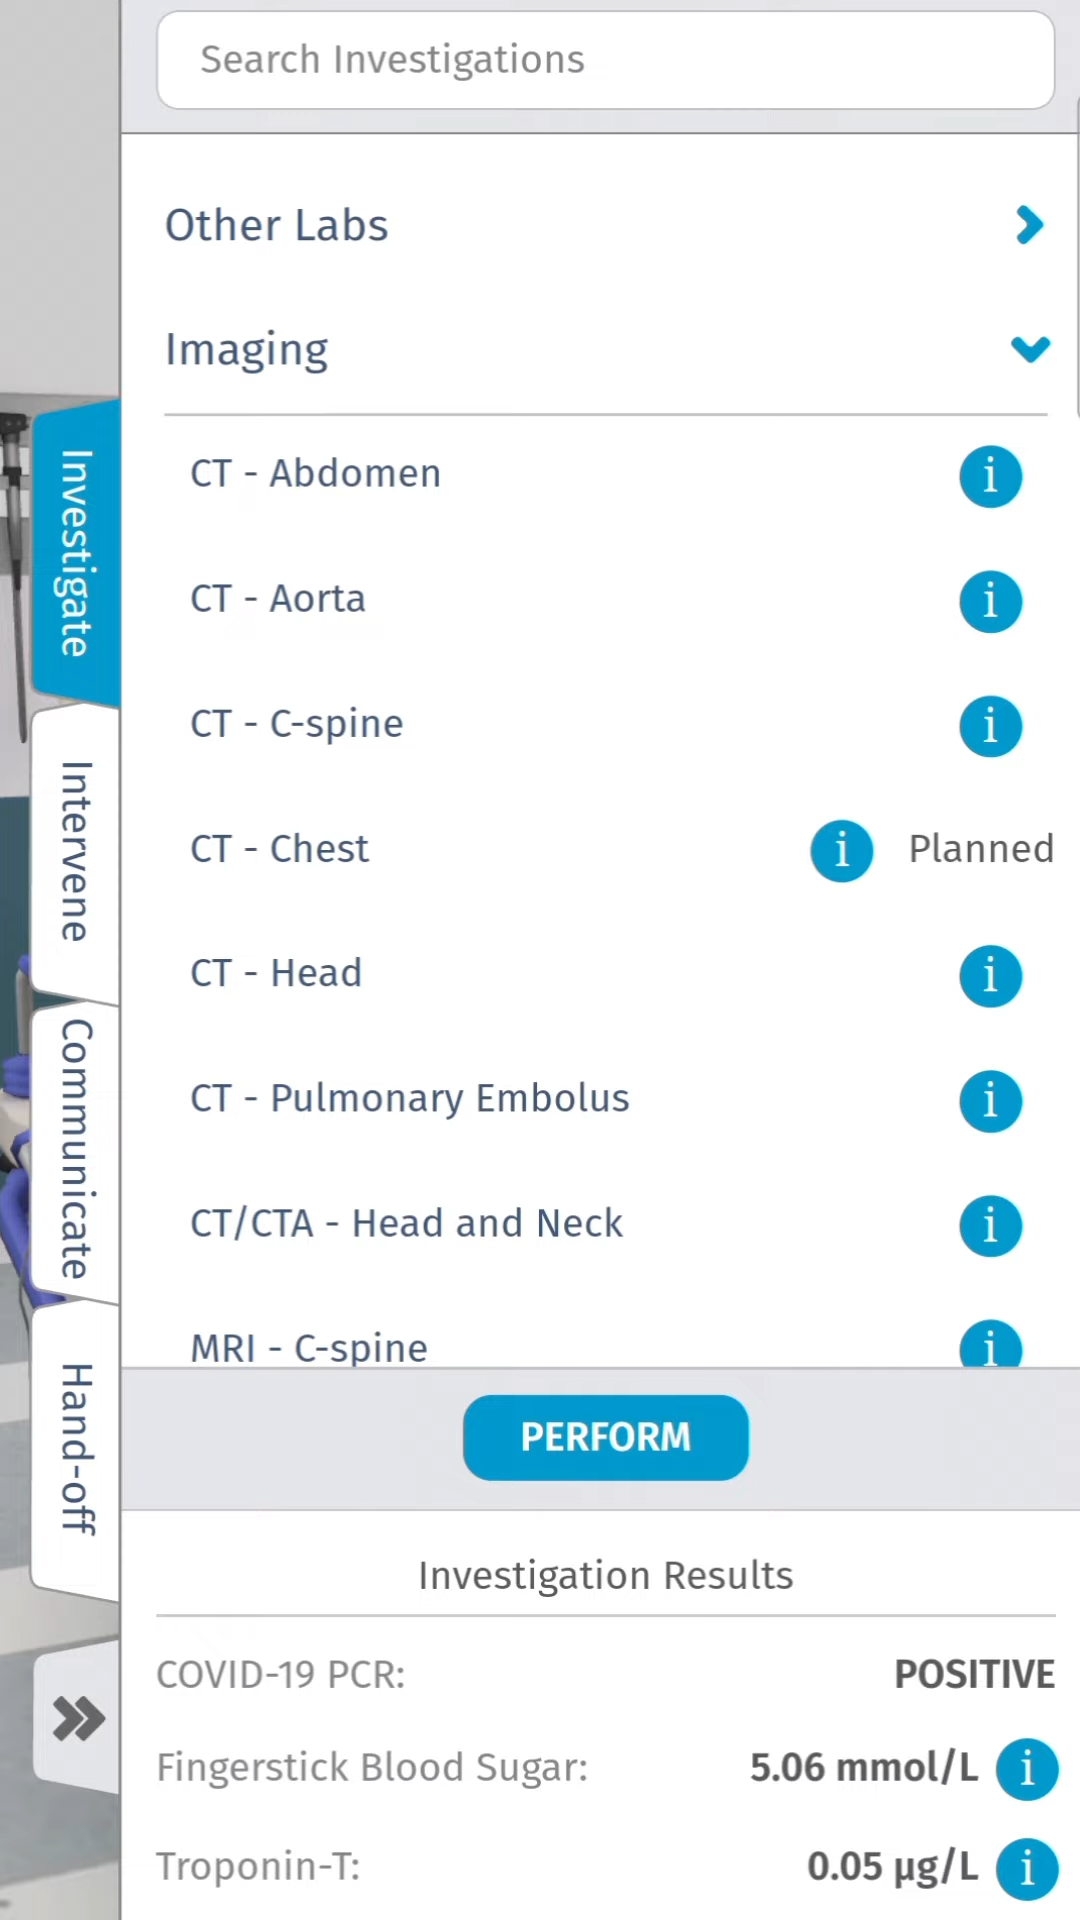 Search Investigations
Other Labs
Imaging
CT - Abdomen
i
CT - Aorta
i
CT - C-spine
i
CT - Chest
i Planned
CT - Head
i
CT - Pulmonary Embolus
i
CT/CTA - Head and Neck
i
MRI - C-spine
i
PERFORM
Investigation Results
COVID-19 PCR: POSITIVE
Fingerstick Blood Sugar: 5.06 mmol/L i
Troponin-T: 0.05 µg/L i
Investigate
Intervene
Communicate
Hand-off